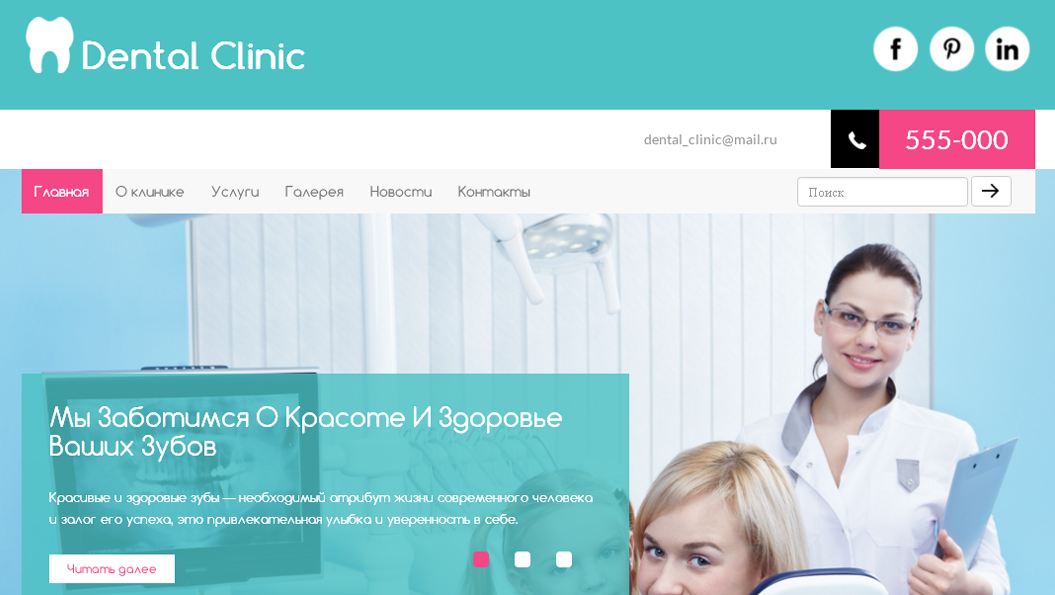 Dental Clinic
dental_clinic@mail.ru
555-000
Главная О клинике Услуги Галерея Новости Контакты Поиск
Мы Заботимся О Красоте И Здоровье
Ваших Зубов
Красивые и здоровые зубы — необходимый атрибут жизни современного человека
и залог его успеха, это привлекательная улыбка и уверенность в себе.
Читать далее